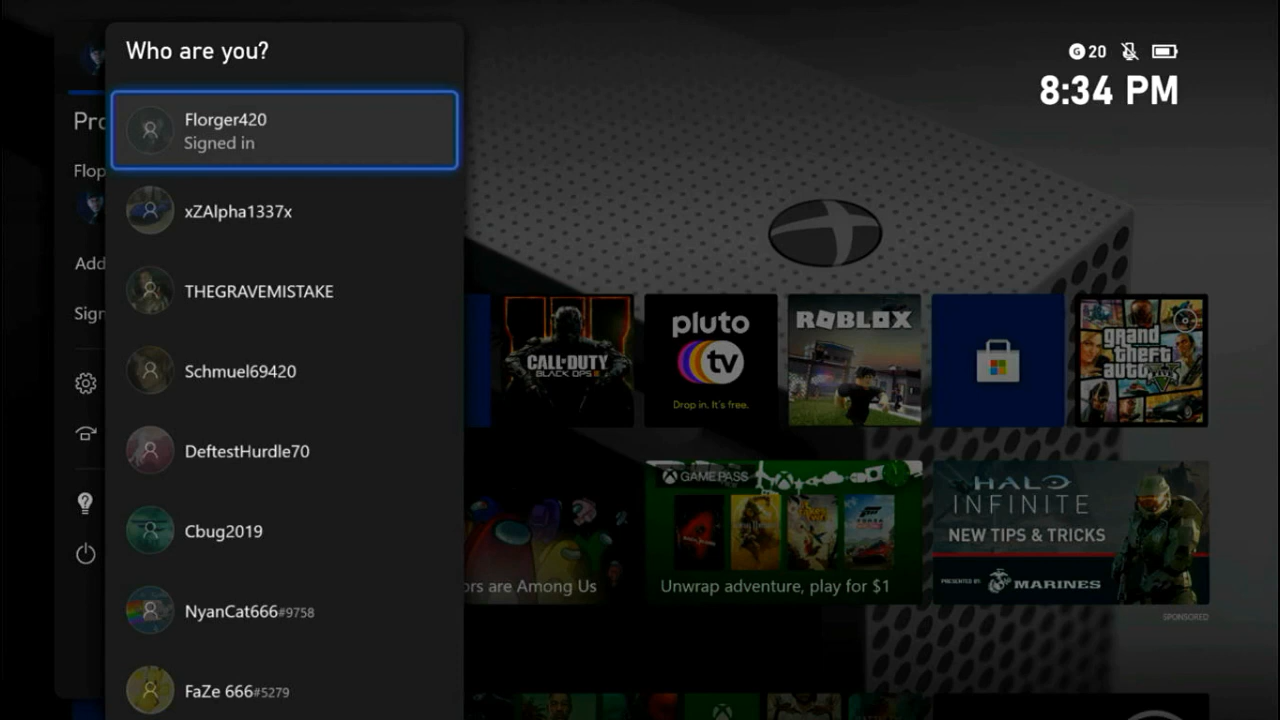 Who are you?
G 20
8:34 PM
Florger420
Signed in
Pro
Flop
xZAlpha1337x
Add
THEGRAVEMISTAKE
Sign
Schmuel69420
DeftestHurdle70
Cbug2019
NyanCat666#9758
FaZe 666#5279
CALL OF DUTY
BLACK OPS III
pluto
tv
Drop in. It's free.
ROBLOX
grand
theft
auto
V
ors are Among Us
XBOX GAME PASS
Unwrap adventure, play for $1
HALO
INFINITE
NEW TIPS & TRICKS
PRESENTED BY
MARINES
SPONSORED